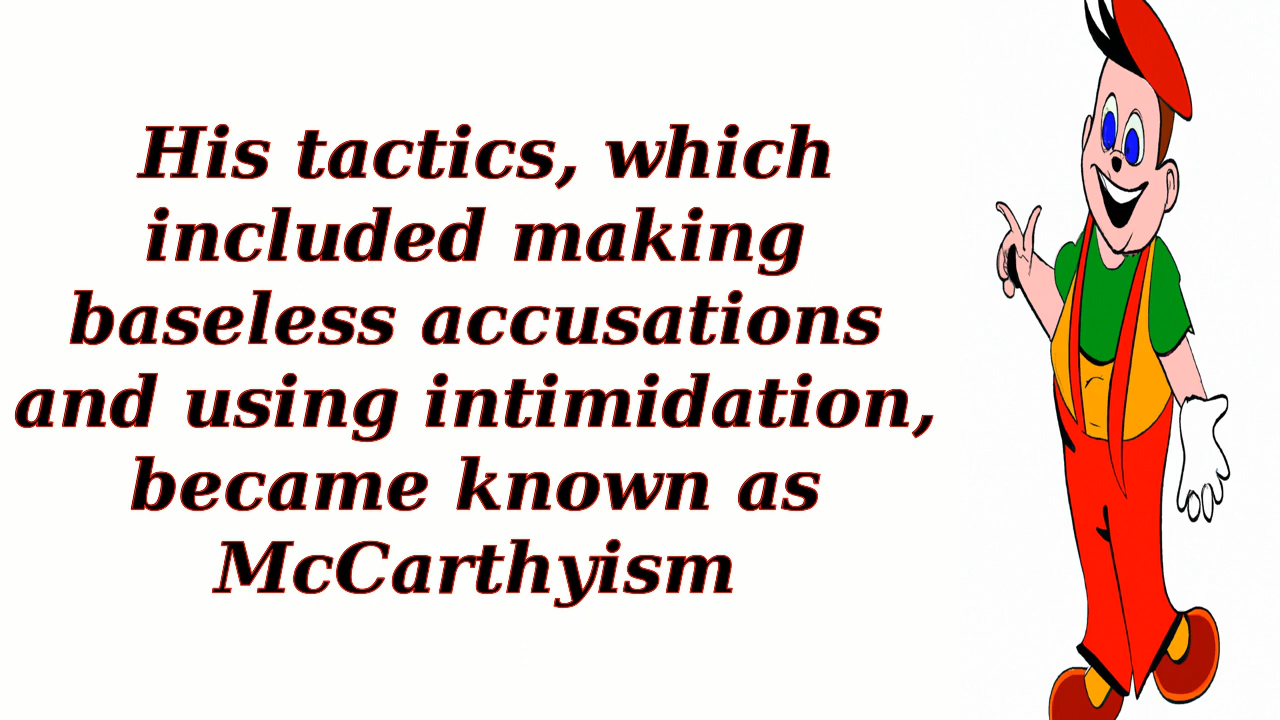 His tactics, which
included making
baseless accusations
and using intimidation,
became known as
McCarthyism